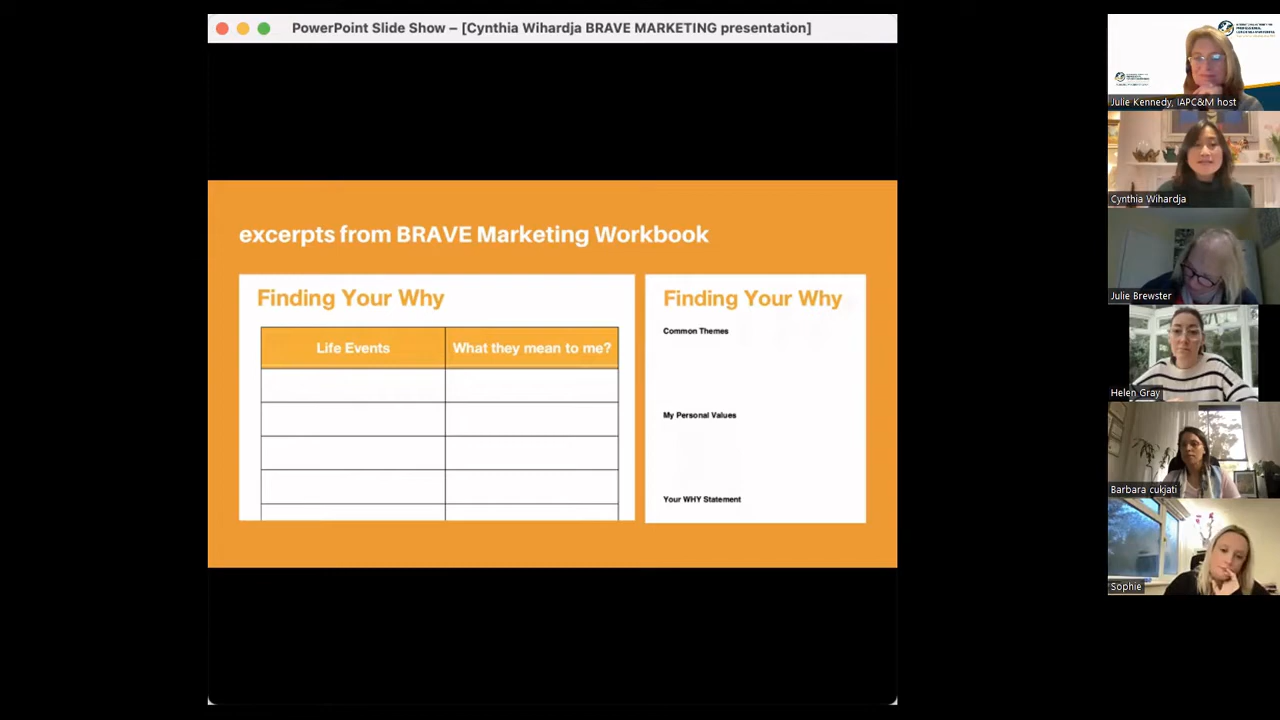 PowerPoint Slide Show – [Cynthia Wihardja BRAVE MARKETING presentation]
excerpts from BRAVE Marketing Workbook
Finding Your Why
Life Events
What they mean to me?
Finding Your Why
Common Themes
My Personal Values
Your WHY Statement
Julie Kennedy, IAPC&M host
Cynthia Wihardja
Julie Brewster
Helen Gray
Barbara cukjati
Sophie